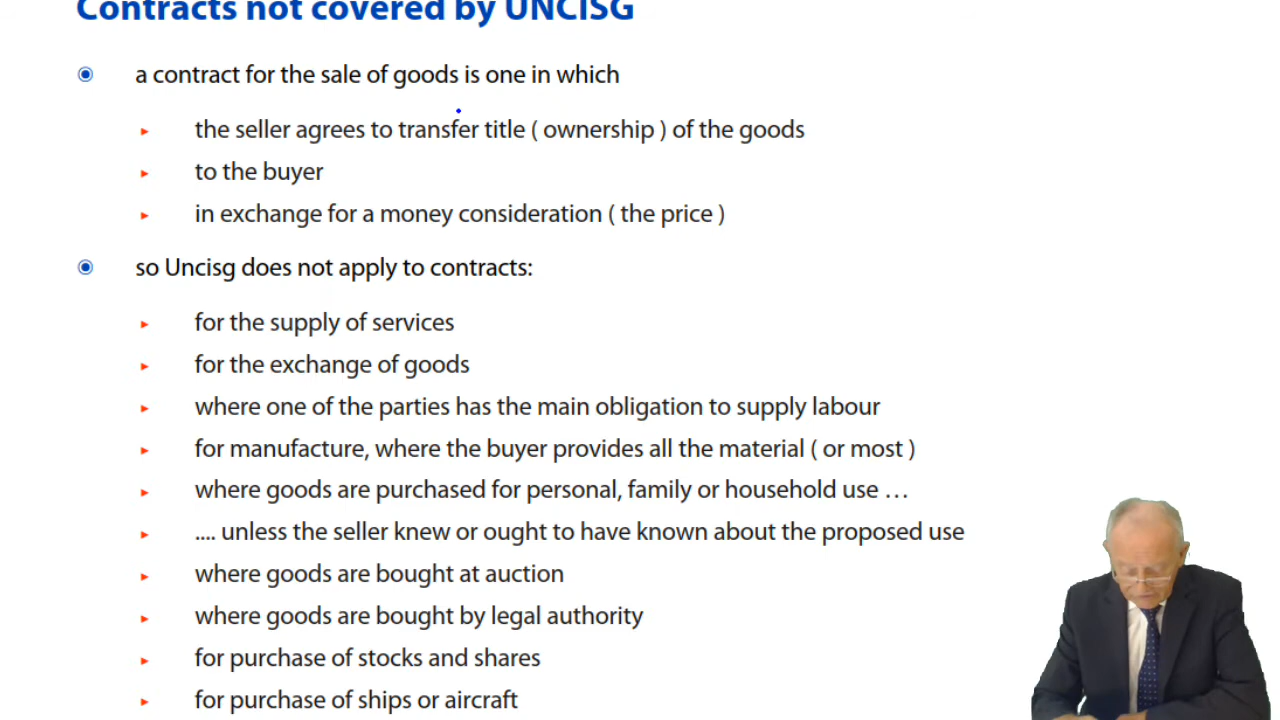 Contracts not covered by UNCISG
a contract for the sale of goods is one in which
the seller agrees to transfer title ( ownership ) of the goods
to the buyer
in exchange for a money consideration ( the price )
so Uncisg does not apply to contracts:
for the supply of services
for the exchange of goods
where one of the parties has the main obligation to supply labour
for manufacture, where the buyer provides all the material ( or most )
where goods are purchased for personal, family or household use …
.... unless the seller knew or ought to have known about the proposed use
where goods are bought at auction
where goods are bought by legal authority
for purchase of stocks and shares
for purchase of ships or aircraft